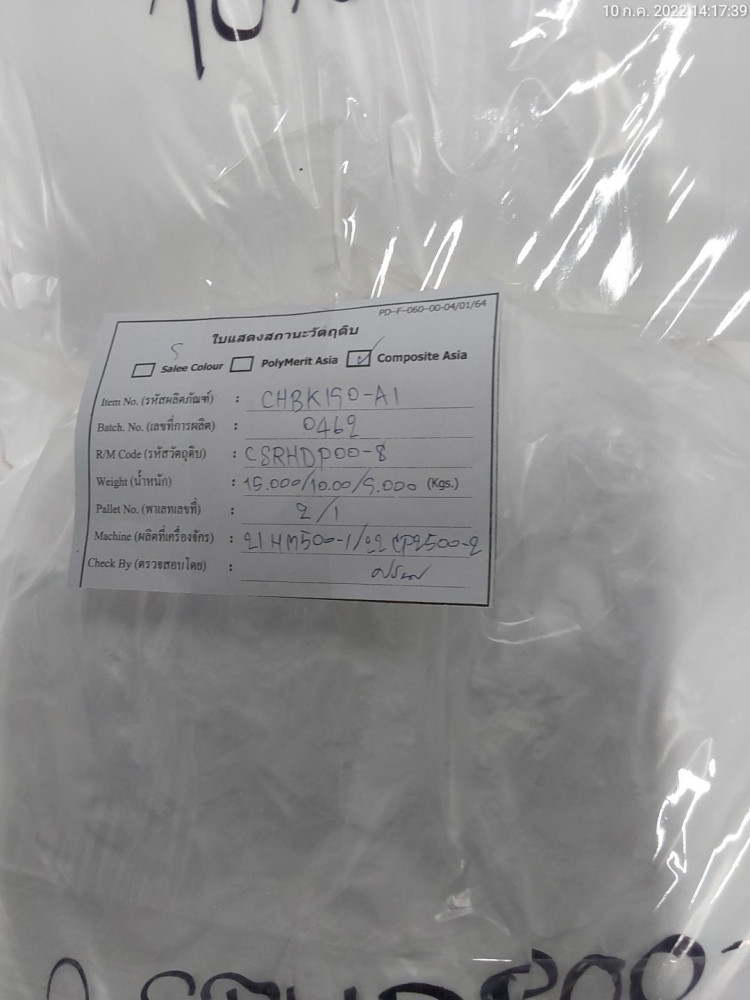 10 ก.ค. 2022 14:17:39
PD-F-060-00-04/01/64
ใบแสดงสถานะวัตถุดิบ
Salee Colour PolyMerit Asia Composite Asia
Item No. (รหัสผลิตภัณฑ์) : CHBK190-A1
Batch. No. (เลขที่การผลิต) : 0462
R/M Code (รหัสวัตถุดิบ) : CSRHDP00-8
Weight (น้ำหนัก) : 15.000/10.00/5.000 (Kgs.)
Pallet No. (พาเลทเลขที่) : 2/1
Machine (ผลิตที่เครื่องจักร) : 21HM500-1/22CP2500-2
Check By (ตรวจสอบโดย) :